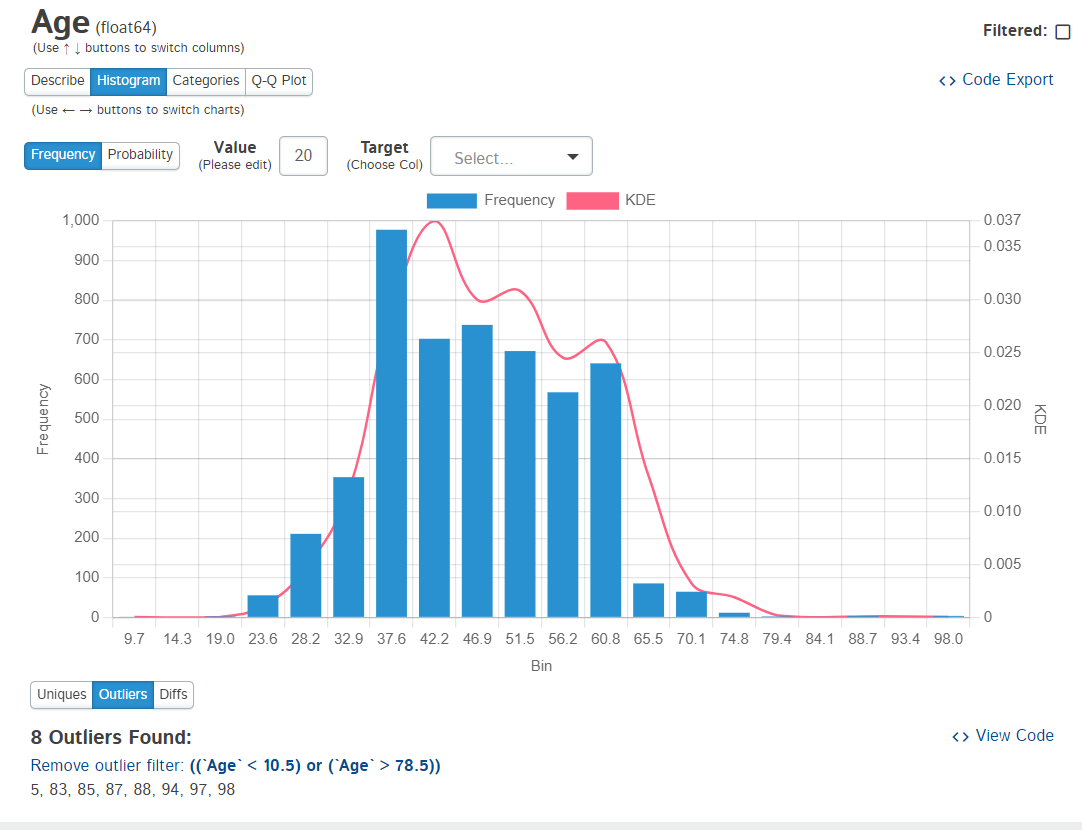 Age (float64)
(Use ↑ ↓ buttons to switch columns)
Filtered:
Describe Histogram Categories Q-Q Plot
<> Code Export
(Use ← → buttons to switch charts)
Frequency Probability
Value
(Please edit)
20
Target
(Choose Col)
Select...
Frequency KDE
1,000
900
800
700
600
500
400
300
200
100
0
Frequency
0.037
0.035
0.030
0.025
0.020
0.015
0.010
0.005
0
KDE
9.7 14.3 19.0 23.6 28.2 32.9 37.6 42.2 46.9 51.5 56.2 60.8 65.5 70.1 74.8 79.4 84.1 88.7 93.4 98.0
Bin
Uniques Outliers Diffs
8 Outliers Found:
<> View Code
Remove outlier filter: ((`Age` < 10.5) or (`Age` > 78.5))
5, 83, 85, 87, 88, 94, 97, 98